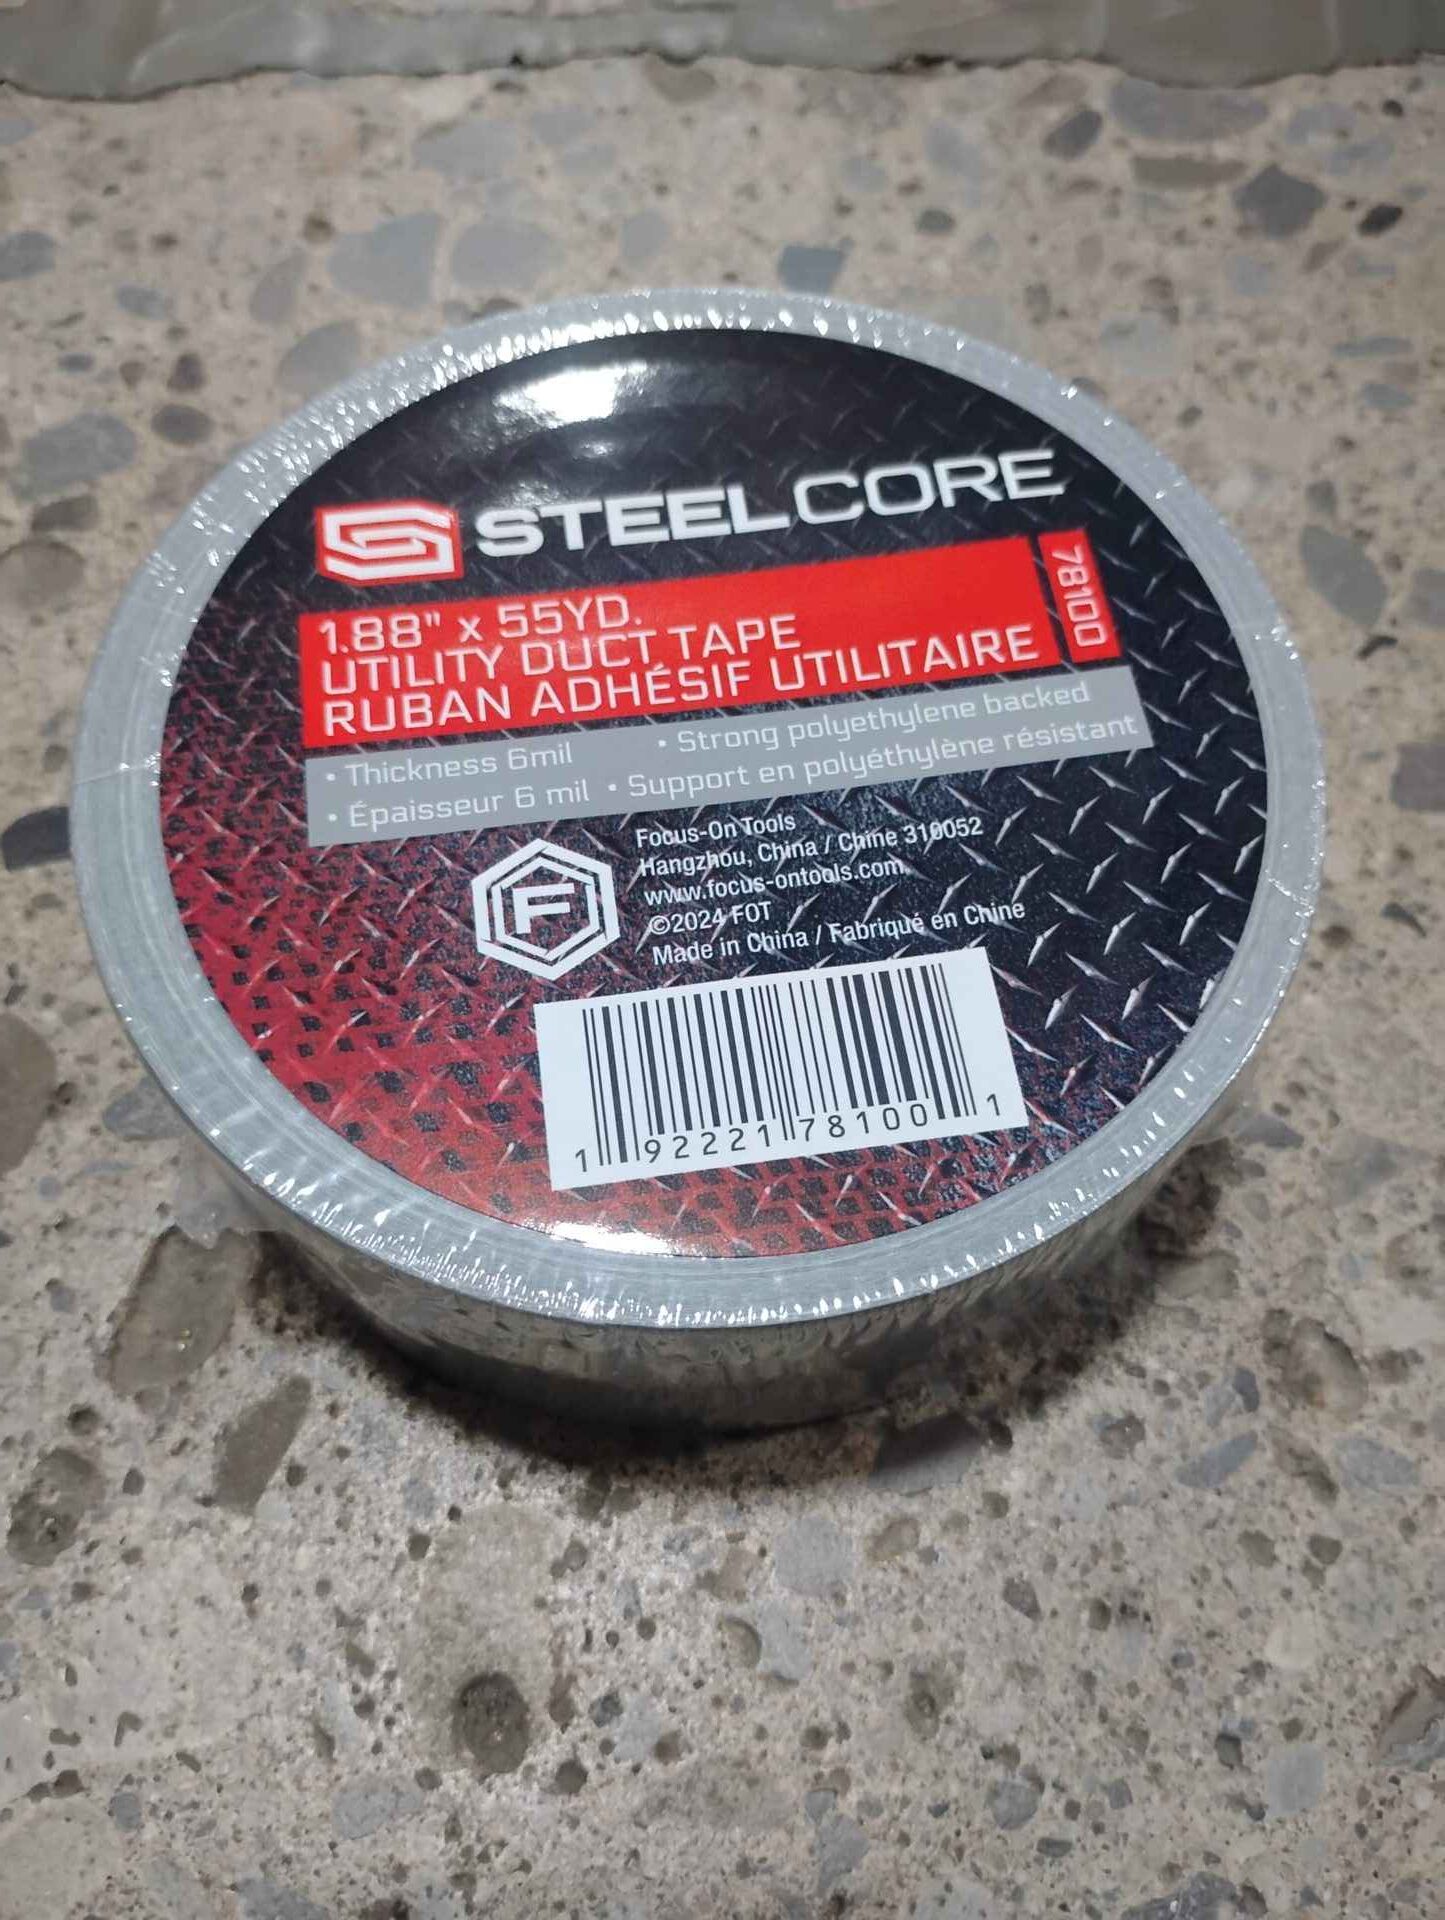 STEELCORE
1.88" x 55YD.
UTILITY DUCT TAPE
RUBAN ADHÉSIF UTILITAIRE
78100
• Thickness 6mil • Strong polyethylene backed
• Épaisseur 6 mil • Support en polyéthylène résistant
F
Focus-On Tools
Hangzhou, China / Chine 310052
www.focus-ontools.com
©2024 FOT
Made in China / Fabriqué en Chine
1 92221 78100 1